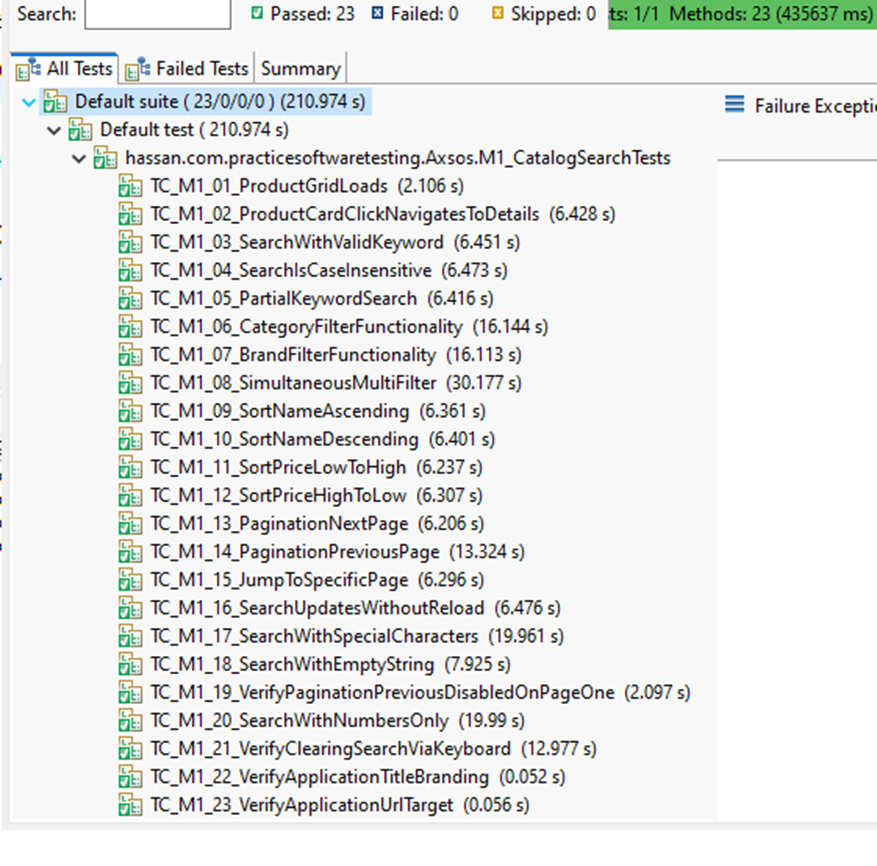 Search: Passed: 23 Failed: 0 Skipped: 0 ts: 1/1 Methods: 23 (435637 ms)
All Tests Failed Tests Summary
Default suite ( 23/0/0/0 ) (210.974 s)
Failure Excepti
Default test ( 210.974 s)
hassan.com.practicesoftwaretesting.Axsos.M1_CatalogSearchTests
TC_M1_01_ProductGridLoads (2.106 s)
TC_M1_02_ProductCardClickNavigatesToDetails (6.428 s)
TC_M1_03_SearchWithValidKeyword (6.451 s)
TC_M1_04_SearchIsCaseInsensitive (6.473 s)
TC_M1_05_PartialKeywordSearch (6.416 s)
TC_M1_06_CategoryFilterFunctionality (16.144 s)
TC_M1_07_BrandFilterFunctionality (16.113 s)
TC_M1_08_SimultaneousMultiFilter (30.177 s)
TC_M1_09_SortNameAscending (6.361 s)
TC_M1_10_SortNameDescending (6.401 s)
TC_M1_11_SortPriceLowToHigh (6.237 s)
TC_M1_12_SortPriceHighToLow (6.307 s)
TC_M1_13_PaginationNextPage (6.206 s)
TC_M1_14_PaginationPreviousPage (13.324 s)
TC_M1_15_JumpToSpecificPage (6.296 s)
TC_M1_16_SearchUpdatesWithoutReload (6.476 s)
TC_M1_17_SearchWithSpecialCharacters (19.961 s)
TC_M1_18_SearchWithEmptyString (7.925 s)
TC_M1_19_VerifyPaginationPreviousDisabledOnPageOne (2.097 s)
TC_M1_20_SearchWithNumbersOnly (19.99 s)
TC_M1_21_VerifyClearingSearchViaKeyboard (12.977 s)
TC_M1_22_VerifyApplicationTitleBranding (0.052 s)
TC_M1_23_VerifyApplicationUrlTarget (0.056 s)